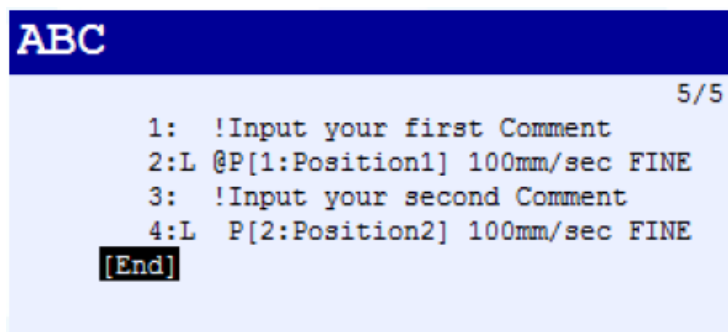 ABC
5/5
1: !Input your first Comment
2:L @P[1:Position1] 100mm/sec FINE
3: !Input your second Comment
4:L P[2:Position2] 100mm/sec FINE
[End]